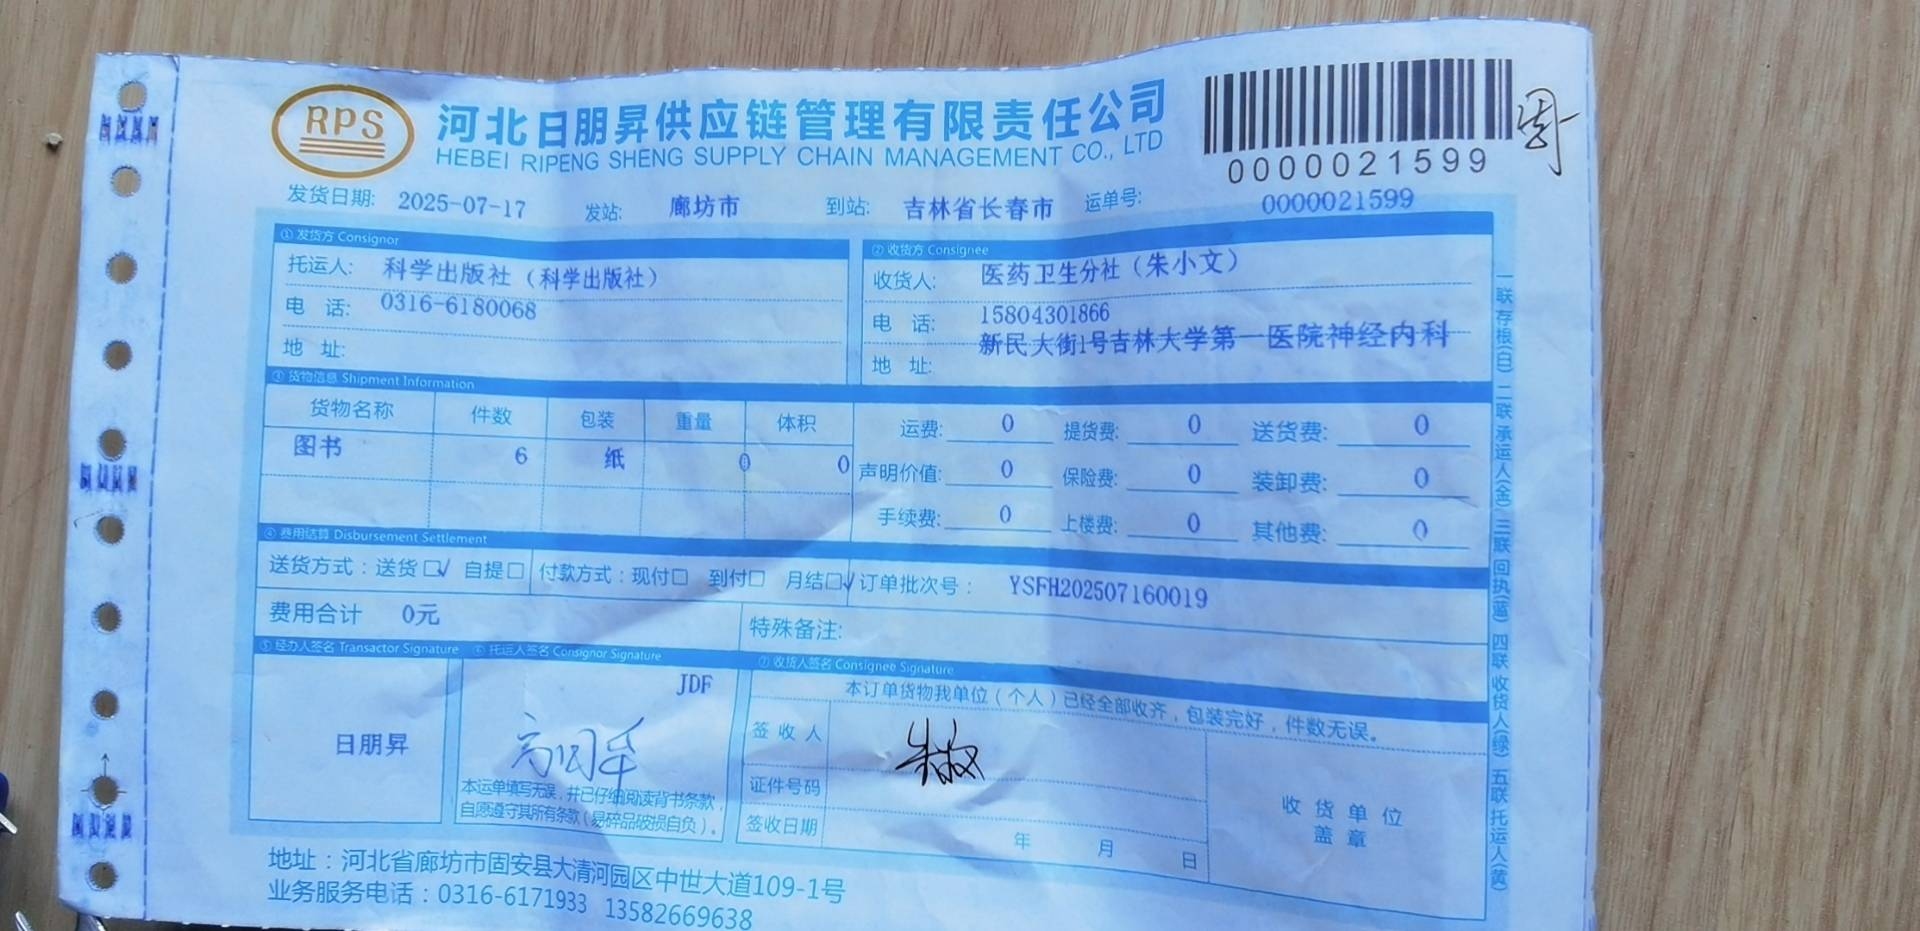 RPS
河北日朋昇供应链管理有限责任公司
HEBEI RIPENG SHENG SUPPLY CHAIN MANAGEMENT CO., LTD
0000021599
发货日期: 2025-07-17 发站: 廊坊市 到站: 吉林省长春市 运单号: 0000021599
① 发货方 Consignor
托运人: 科学出版社（科学出版社）
电 话: 0316-6180068
地 址:
② 收货方 Consignee
收货人: 医药卫生分社（朱小文）
电 话: 15804301866
地 址: 新民大街1号吉林大学第一医院神经内科
③ 货物信息 Shipment Information
货物名称 件数 包装 重量 体积
图书 6 纸 0 0
运费: 0 提货费: 0 送货费: 0
声明价值: 0 保险费: 0 装卸费: 0
手续费: 0 上楼费: 0 其他费: 0
④ 费用结算 Disbursement Settlement
送货方式：送货☑ 自提☐ 付款方式：现付☐ 到付☐ 月结☑ 订单批次号： YSFH202507160019
费用合计 0元 特殊备注:
⑤ 经办人签名 Transactor Signature
日朋昇
⑥ 托运人签名 Consignor Signature
JDF
本运单填写无误，并已仔细阅读背书条款，
自愿遵守其所有条款（易碎品破损自负）。
⑦ 收货人签名 Consignee Signature
本订单货物我单位（个人）已经全部收齐，包装完好，件数无误。
签收人
证件号码
签收日期 年 月 日
收货单位
盖章
一联存根(白) 二联承运人(金) 三联回执(蓝) 四联收货人(绿) 五联托运人(黄)
地址：河北省廊坊市固安县大清河园区中世大道109-1号
业务服务电话：0316-6171933 13582669638